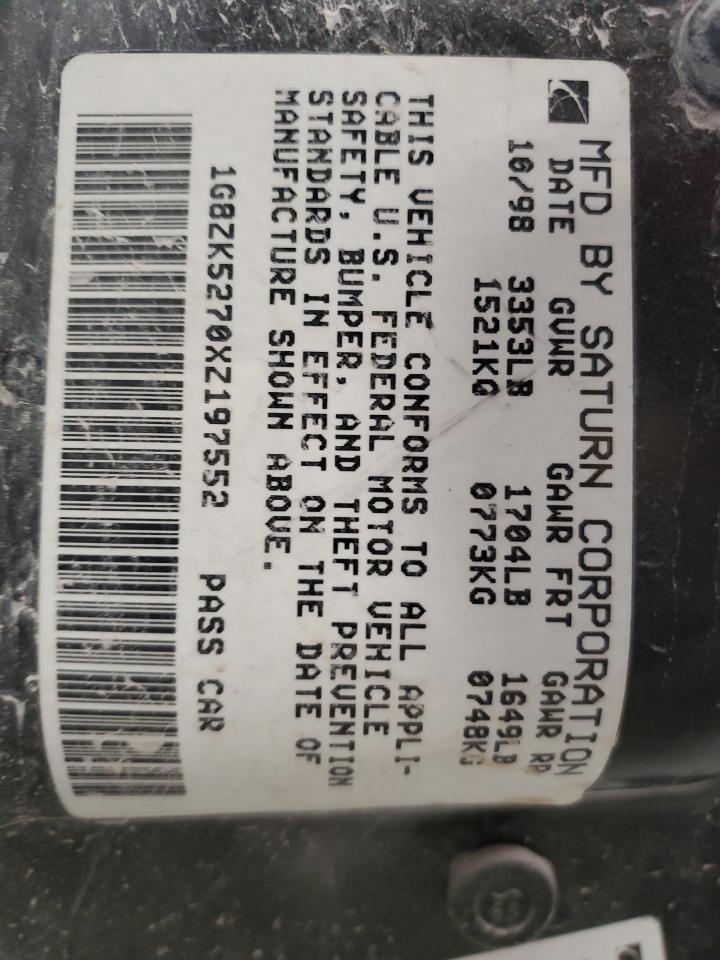 MFD BY SATURN CORPORATION
DATE GVWR GAWR FRT GAWR RR
10/98 3353LB 1704LB 1649LB
1521KG 0773KG 0748KG
THIS VEHICLE CONFORMS TO ALL APPLI-
CABLE U.S. FEDERAL MOTOR VEHICLE
SAFETY, BUMPER, AND THEFT PREVENTION
STANDARDS IN EFFECT ON THE DATE OF
MANUFACTURE SHOWN ABOVE.
1G8ZK5270XZ197552 PASS CAR